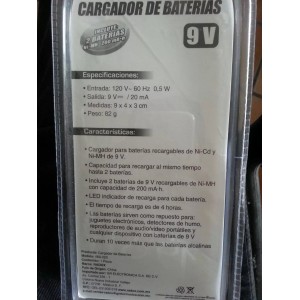 CARGADOR DE BATERÍAS
INCLUYE
2 BATERÍAS
9 V
Especificaciones:
• Entrada: 120 V~ 60 Hz 0,5 W
• Salida: 9 V⎓ / 20 mA
• Medidas: 9 x 4 x 3 cm
• Peso: 82 g
Características:
• Cargador para baterías recargables de Ni-Cd y
Ni-MH de 9 V.
• Capacidad para recargar al mismo tiempo
hasta 2 baterías.
• Incluye 2 baterías de 9 V recargables de Ni-MH
con capacidad de 200 mA·h.
• LED indicador de recarga para cada batería.
• El tiempo de recarga es de 4 horas.
• Las baterías sirven como repuesto para:
juguetes electrónicos, detectores de humo,
reproductores de audio/video portátiles y
cualquier dispositivo compatible con éstas.
• Duran 10 veces más que las baterías alcalinas